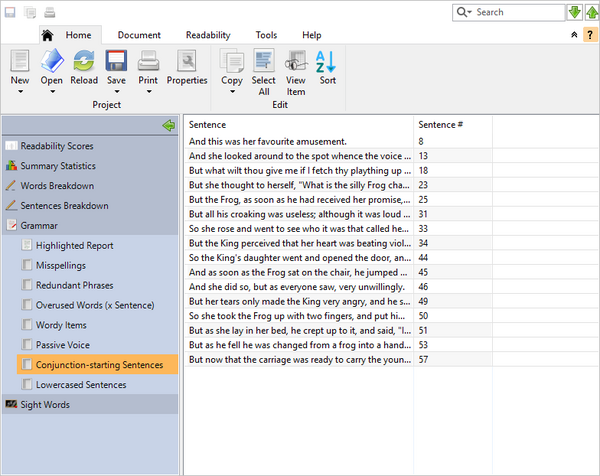 Search
Home Document Readability Tools Help
?
New Open Reload Save Print Properties Copy Select All View Item Sort
Project Edit
Readability Scores
Summary Statistics
Words Breakdown
Sentences Breakdown
Grammar
Highlighted Report
Misspellings
Redundant Phrases
Overused Words (x Sentence)
Wordy Items
Passive Voice
Conjunction-starting Sentences
Lowercased Sentences
Sight Words
Sentence Sentence #
And this was her favourite amusement. 8
And she looked around to the spot whence the voice ... 13
But what wilt thou give me if I fetch thy plaything up ... 18
But she thought to herself, "What is the silly Frog cha... 23
But the Frog, as soon as he had received her promise,... 25
But all his croaking was useless; although it was loud ... 31
So she rose and went to see who it was that called he... 33
But the King perceived that her heart was beating viol... 34
So the King's daughter went and opened the door, an... 44
And as soon as the Frog sat on the chair, he jumped ... 45
And she did so, but as everyone saw, very unwillingly. 46
But her tears only made the King very angry, and he s... 49
So she took the Frog up with two fingers, and put hi... 50
But as she lay in her bed, he crept up to it, and said, "I... 51
But as he fell he was changed from a frog into a hand... 53
But now that the carriage was ready to carry the youn... 57